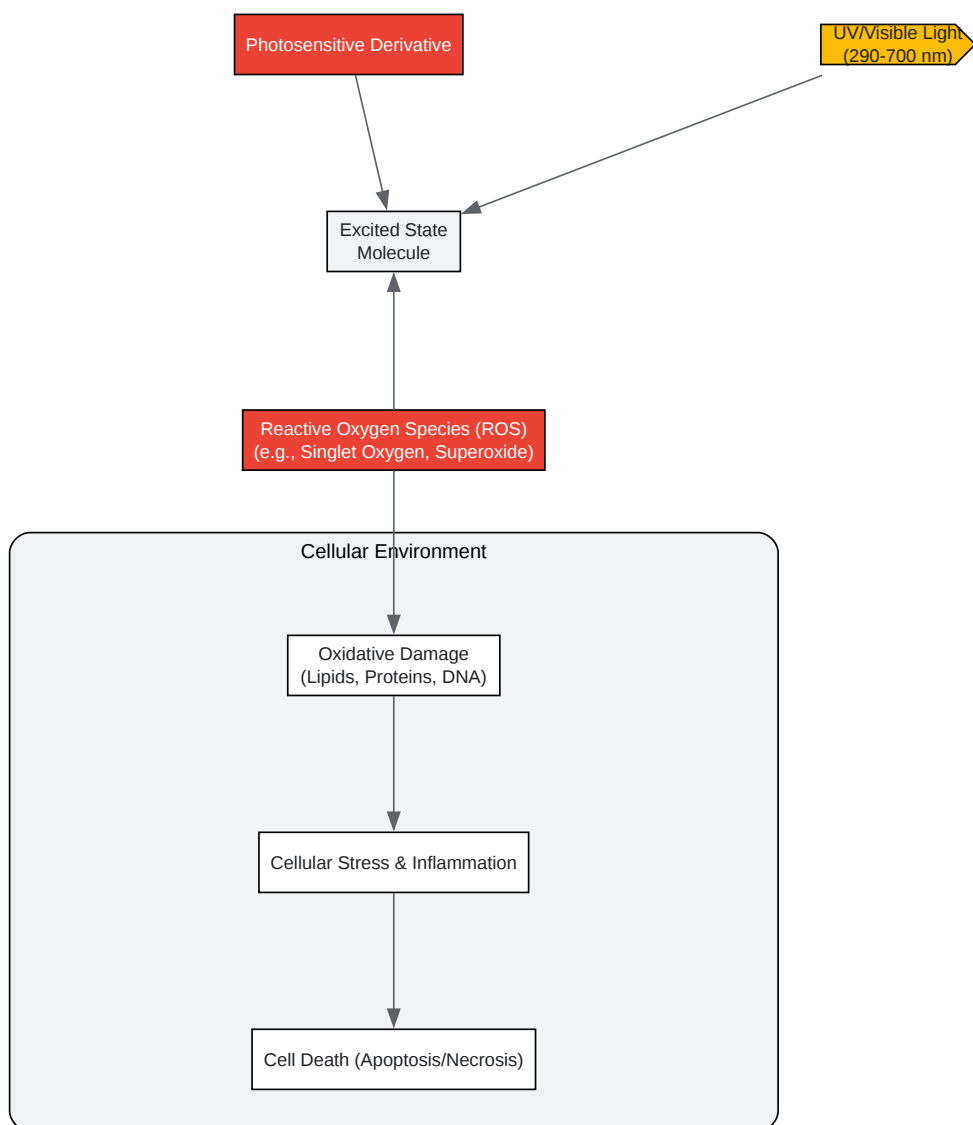 Photosensitive Derivative
UV/Visible Light
(290-700 nm)
Excited State
Molecule
Reactive Oxygen Species (ROS)
(e.g., Singlet Oxygen, Superoxide)
Cellular Environment
Oxidative Damage
(Lipids, Proteins, DNA)
Cellular Stress & Inflammation
Cell Death (Apoptosis/Necrosis)